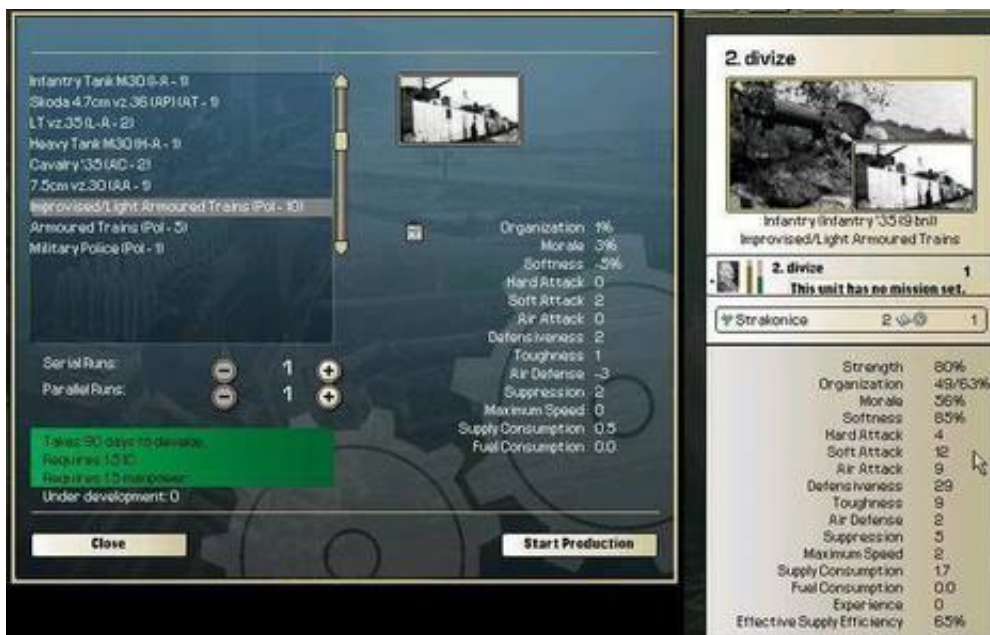 Infantry Tank M30 (I-A - 1)
Skoda 4.7cm vz.36 (AP) (AT - 1)
LT vz.35 (L-A - 2)
Heavy Tank M30 (H-A - 1)
Cavalry '35 (AC - 2)
7.5cm vz.30 (AA - 1)
Improvised/Light Armoured Trains (Pol - 10)
Armoured Trains (Pol - 5)
Military Police (Pol - 1)
Organization 1%
Morale 3%
Softness -5%
Hard Attack 0
Soft Attack 2
Air Attack 0
Defensiveness 2
Toughness 1
Air Defense -3
Suppression 2
Maximum Speed 0
Supply Consumption 0.5
Fuel Consumption 0.0
Serial Runs: 1
Parallel Runs: 1
Takes 90 days to develop.
Requires 1.5 IC.
Requires 1.5 manpower.
Under development: 0
Close
Start Production
2. divize
Infantry (Infantry '35 (9 bn))
Improvised/Light Armoured Trains
2. divize 1
This unit has no mission set.
Strakonice 2 1
Strength 80%
Organization 49/63%
Morale 56%
Softness 85%
Hard Attack 4
Soft Attack 12
Air Attack 9
Defensiveness 29
Toughness 9
Air Defense 2
Suppression 5
Maximum Speed 2
Supply Consumption 1.7
Fuel Consumption 0.0
Experience 0
Effective Supply Efficiency 65%